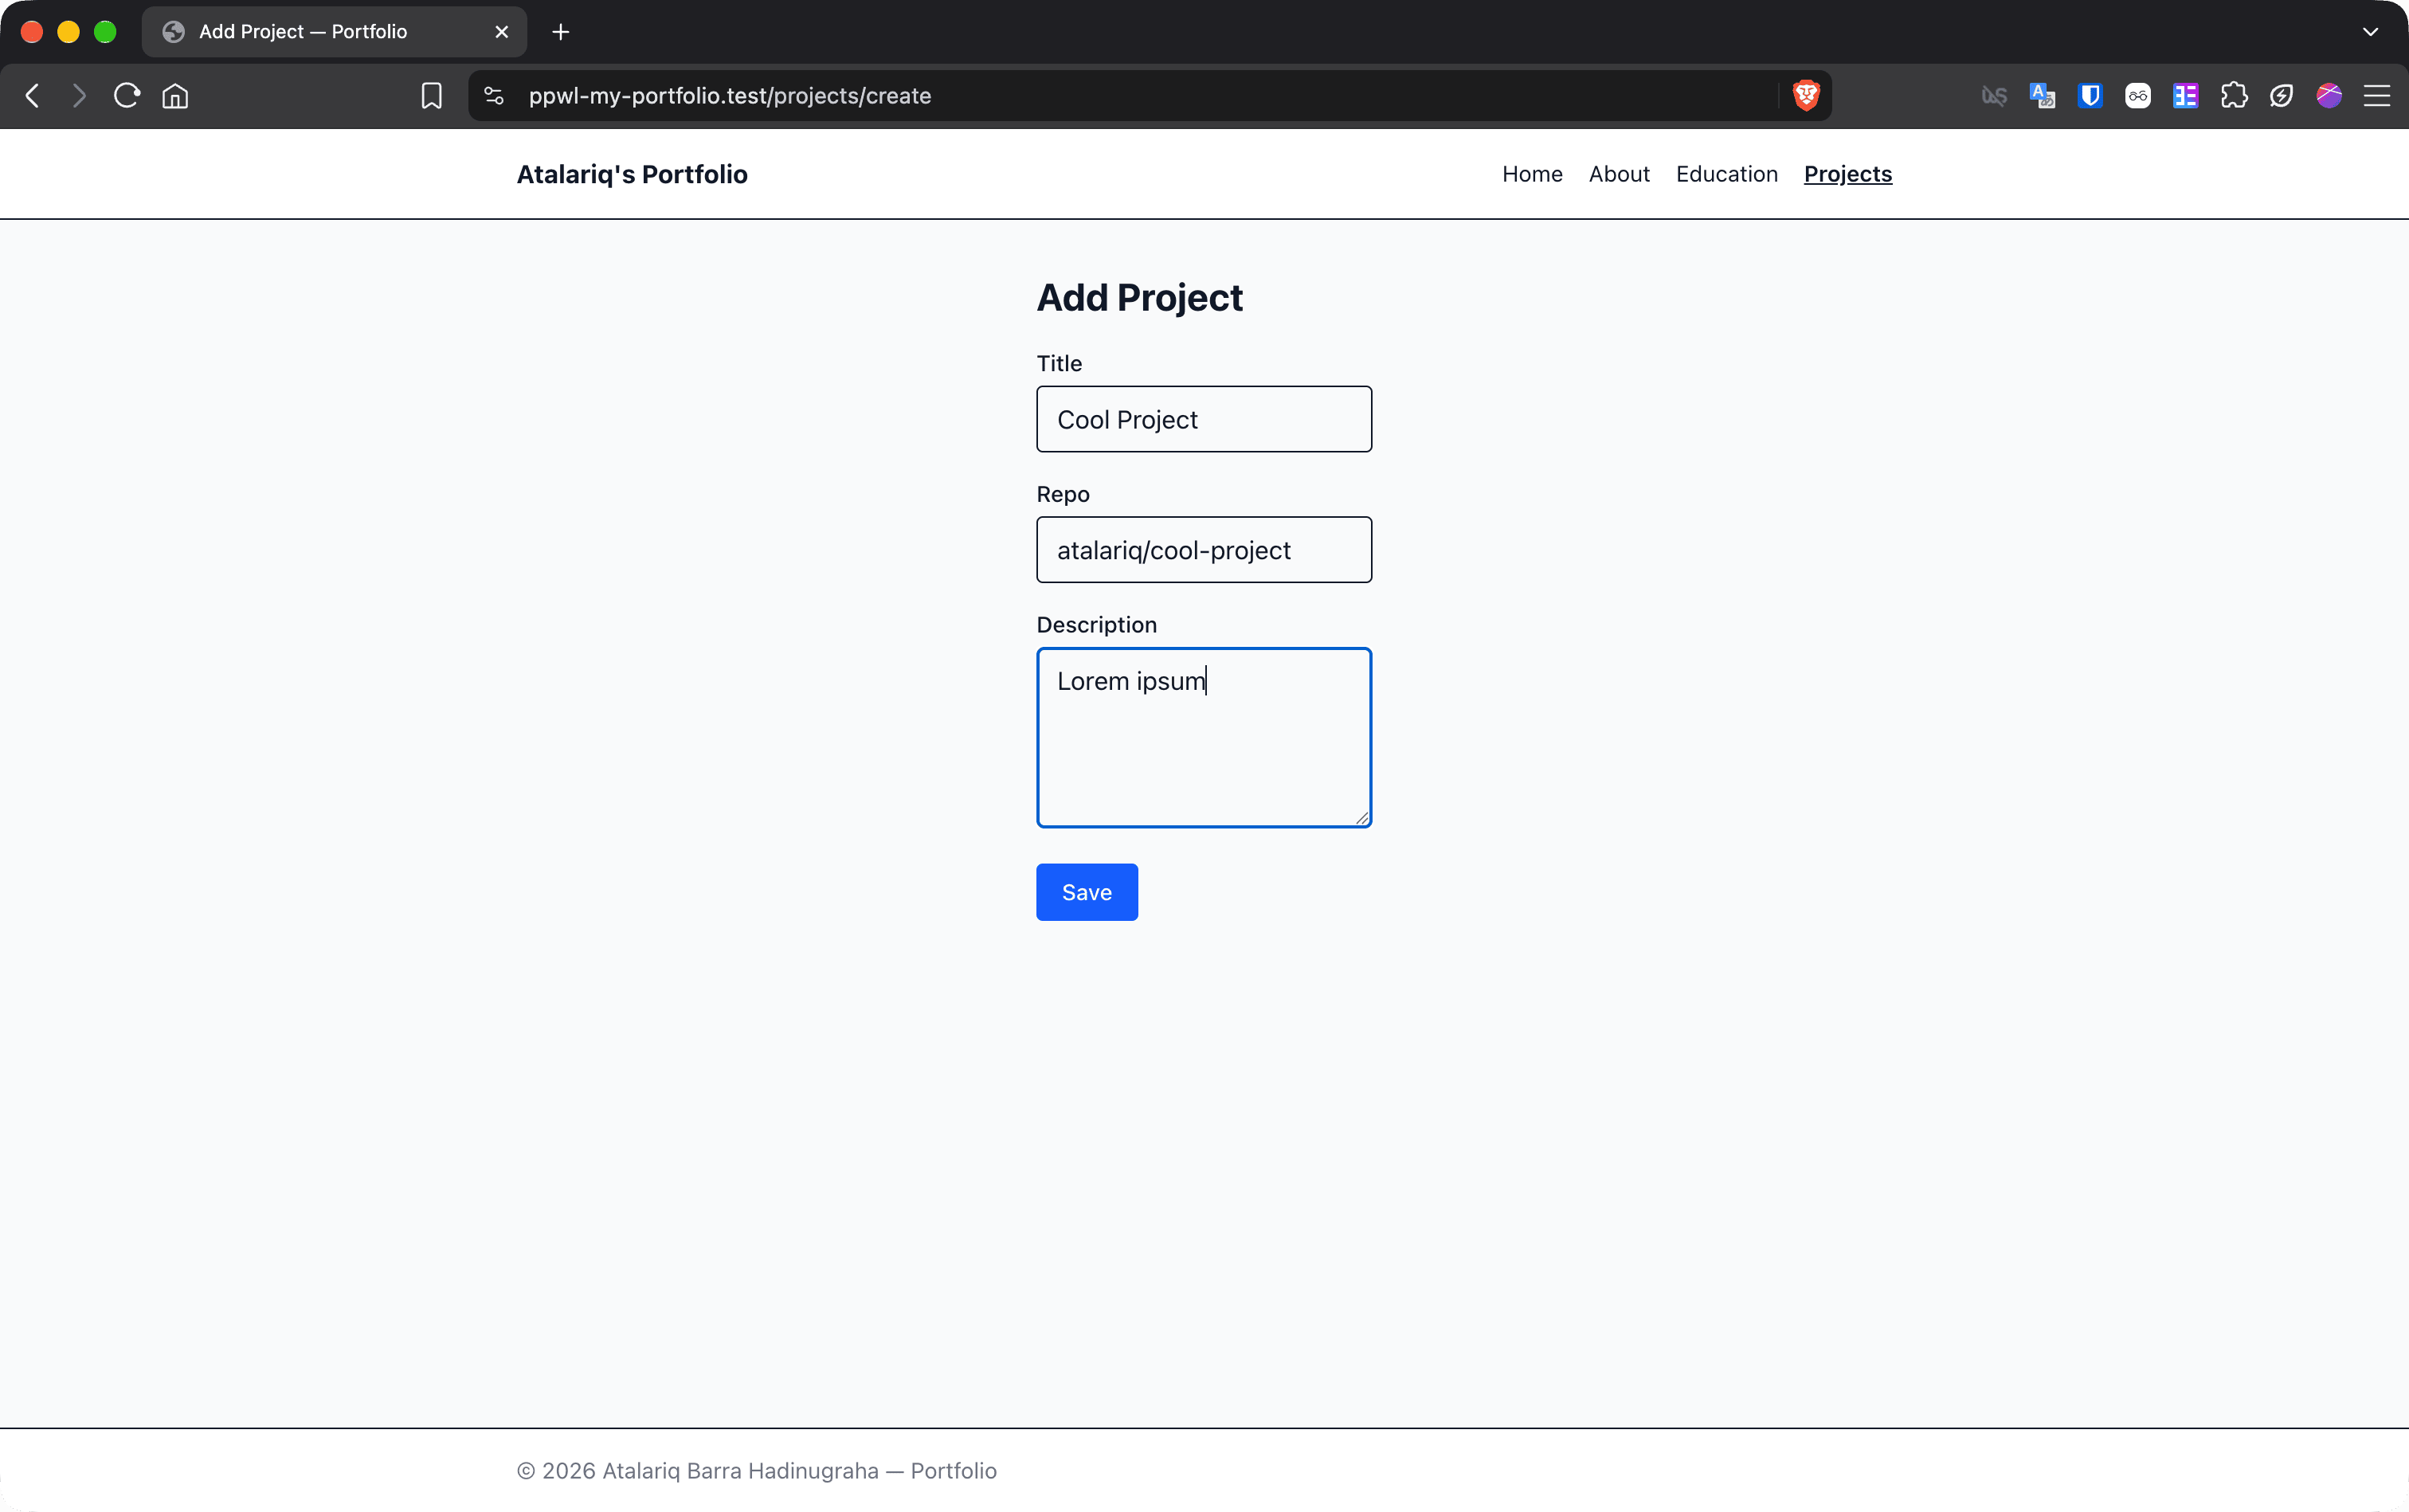 Add Project — Portfolio
ppwl-my-portfolio.test/projects/create
Atalariq's Portfolio
Home About Education Projects
Add Project
Title
Cool Project
Repo
atalariq/cool-project
Description
Lorem ipsum
Save
© 2026 Atalariq Barra Hadinugraha — Portfolio